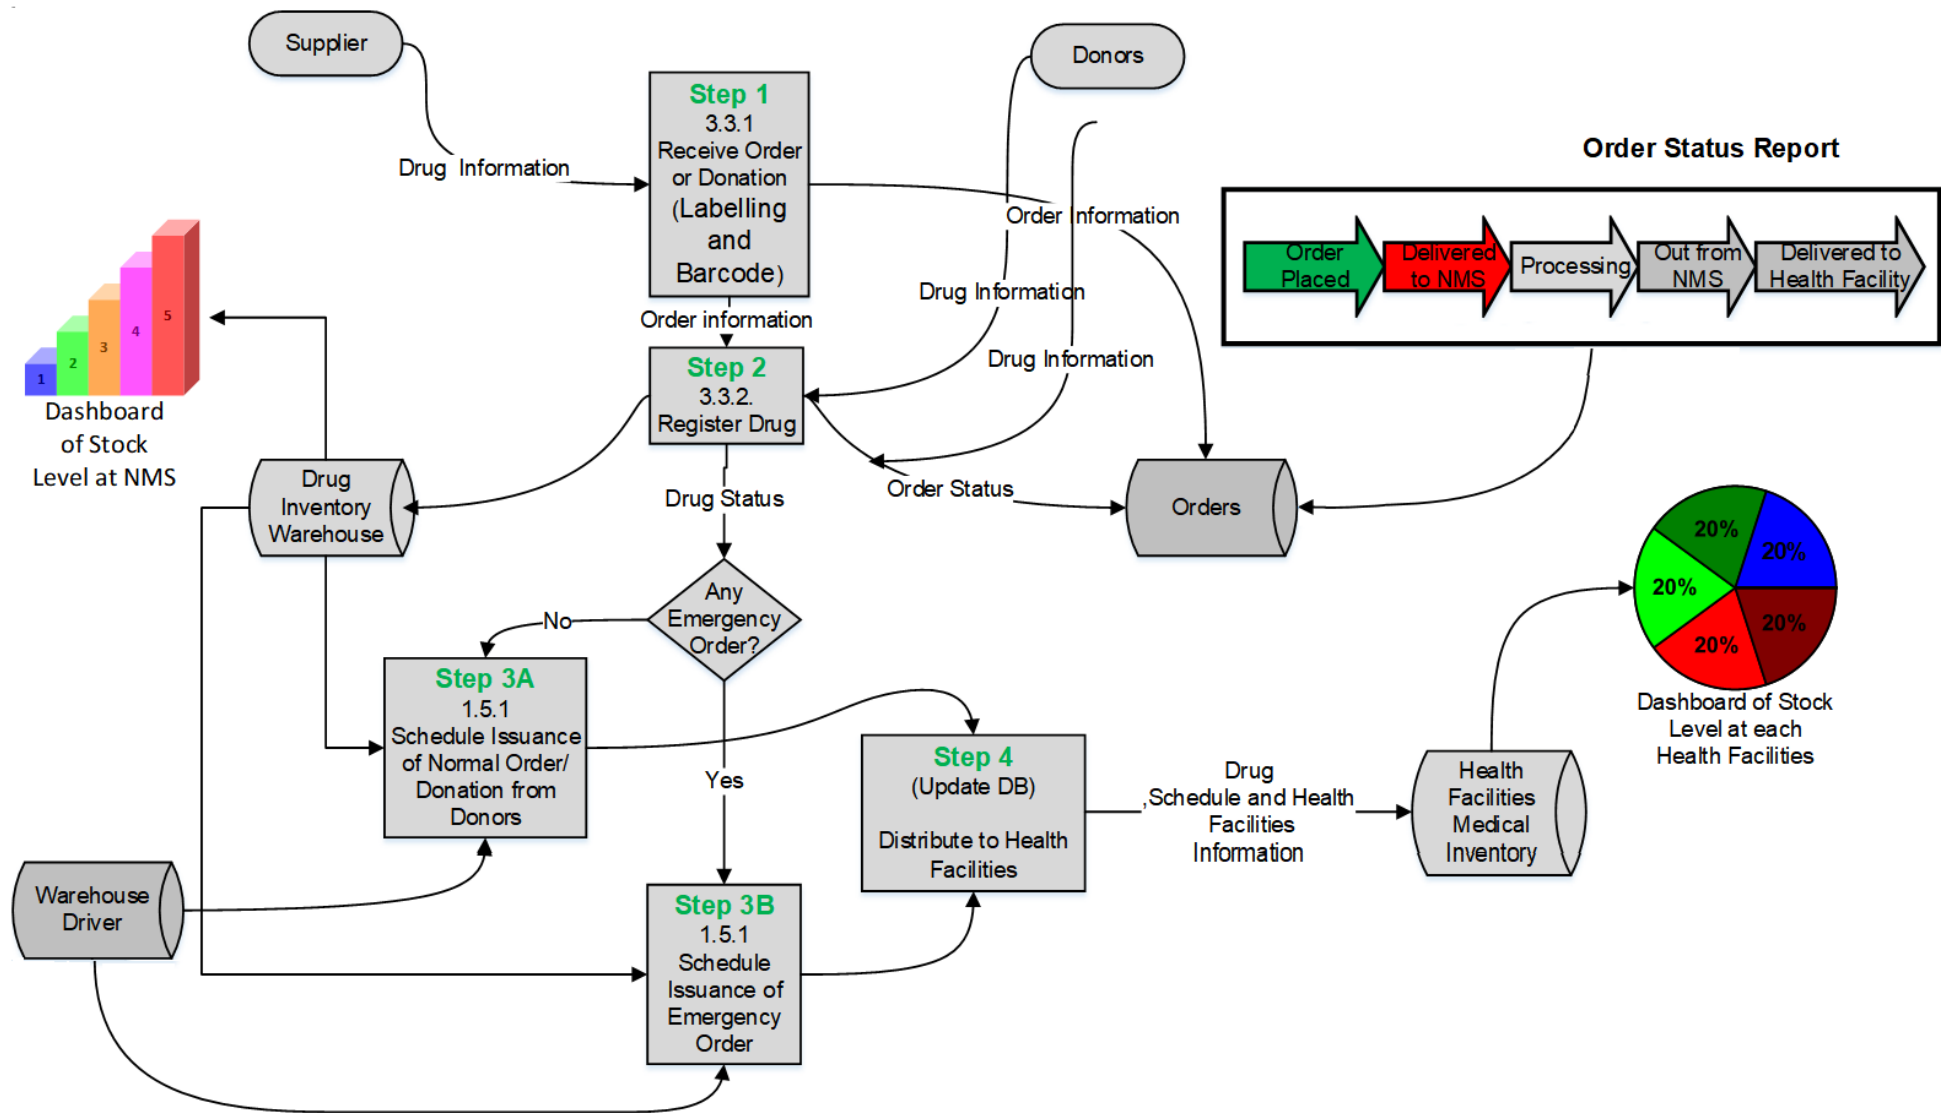 Supplier
Donors
Step 1
3.3.1
Receive Order
or Donation
(Labelling
and
Barcode)
Drug Information
Order Information
Drug Information
Drug Information
Order information
Order Status Report
Order
Placed
Delivered
to NMS
Processing
Out from
NMS
Delivered to
Health Facility
1
2
3
4
5
Dashboard
of Stock
Level at NMS
Step 2
3.3.2.
Register Drug
Drug
Inventory
Warehouse
Drug Status
Order Status
Orders
Any
Emergency
Order?
No
Yes
20%
20%
20%
20%
20%
Dashboard of Stock
Level at each
Health Facilities
Step 3A
1.5.1
Schedule Issuance
of Normal Order/
Donation from
Donors
Step 4
(Update DB)
Distribute to Health
Facilities
Drug
,Schedule and Health
Facilities
Information
Health
Facilities
Medical
Inventory
Warehouse
Driver
Step 3B
1.5.1
Schedule
Issuance of
Emergency
Order